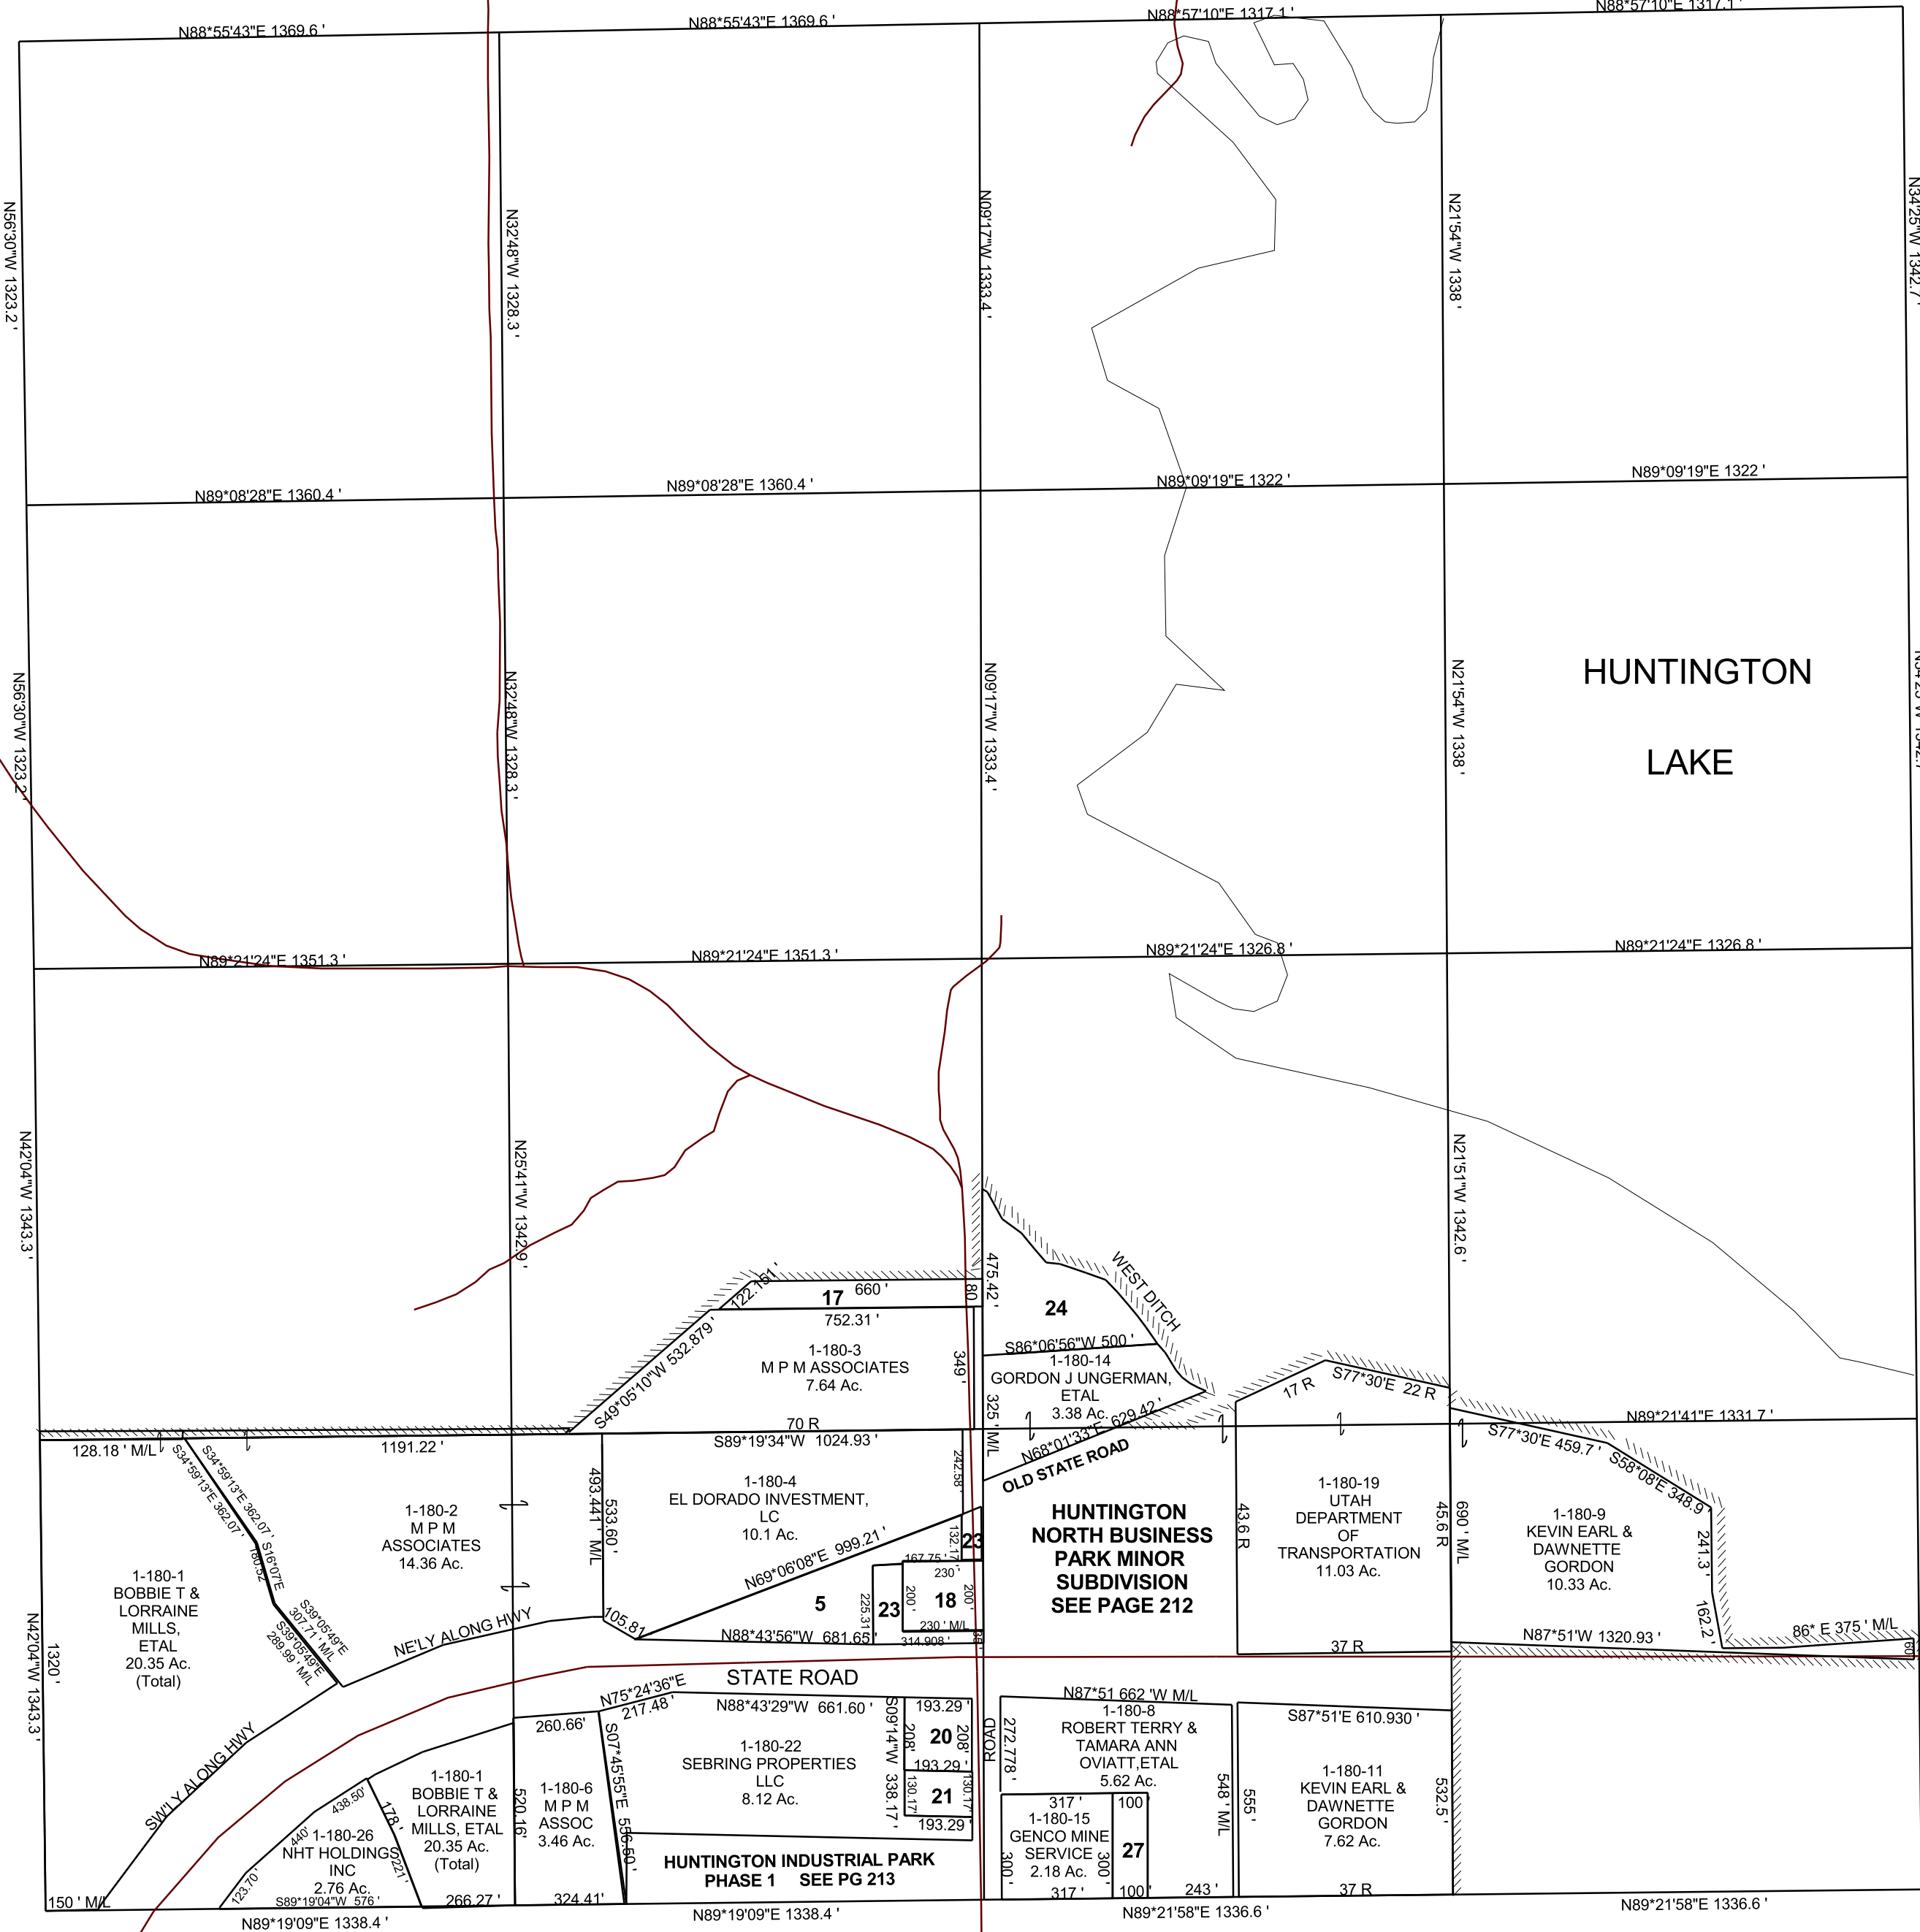 N88*55'43"E 1369.6 '
N88*55'43"E 1369.6 '
N88*57'10"E 1317.1 '
N88*57'10"E 1317.1 '
N56'30"W 1323.2 '
N32'48"W 1328.3 '
N09'17"W 1333.4 '
N21'54"W 1338 '
N34'25"W 1342.7 '
N89*08'28"E 1360.4 '
N89*08'28"E 1360.4 '
N89*09'19"E 1322 '
N89*09'19"E 1322 '
N56'30"W 1323.2 '
N32'48"W 1328.3 '
N09'17"W 1333.4 '
N21'54"W 1338 '
HUNTINGTON
LAKE
N89*21'24"E 1351.3 '
N89*21'24"E 1351.3 '
N89*21'24"E 1326.8 '
N89*21'24"E 1326.8 '
N42'04"W 1343.3 '
N25'41"W 1342.9 '
N21'51"W 1342.6 '
475.42 '
WEST DITCH
24
S86*06'56"W 500 '
122.151 '
17
660 '
80
752.31 '
S49*05'10"W 532.879 '
1-180-3
M P M ASSOCIATES
7.64 Ac.
349 '
70 R
1-180-14
GORDON J UNGERMAN,
ETAL
3.38 Ac.
325 ' M/L
N68*01'33"E 629.42 '
OLD STATE ROAD
17 R
S77*30'E 22 R
N89*21'41"E 1331.7 '
S77*30'E 459.7 '
S58*08'E 348.9 '
128.18 ' M/L
1191.22 '
S34*59'13"E 362.07 '
S34*59'13"E 362.07 '
S16*07'E
180.52
S39*05'49"E
307.71 ' M/L
S39*05'49"E
289.99 ' M/L
1-180-2
M P M
ASSOCIATES
14.36 Ac.
493.441 ' M/L
533.60 '
S89*19'34"W 1024.93 '
1-180-4
EL DORADO INVESTMENT,
LC
10.1 Ac.
242.58'
N69*06'08"E 999.21 '
132.17 '
23
167.75 '
230 '
200 '
18
200 '
230 ' M/L
5
225.31'
23
314.908 '
N88*43'56"W 681.65 '
105.81
HUNTINGTON
NORTH BUSINESS
PARK MINOR
SUBDIVISION
SEE PAGE 212
43.6 R
1-180-19
UTAH
DEPARTMENT
OF
TRANSPORTATION
11.03 Ac.
45.6 R
690 ' M/L
37 R
1-180-9
KEVIN EARL &
DAWNETTE
GORDON
10.33 Ac.
241.3 '
162.2 '
86* E 375 ' M/L
60
N87*51'W 1320.93 '
1-180-1
BOBBIE T &
LORRAINE
MILLS,
ETAL
20.35 Ac.
(Total)
N42'04"W 1343.3 '
1320 '
NE'LY ALONG HWY
SW'LY ALONG HWY
STATE ROAD
150 ' M/L
123.70 '
440'
438.50'
178 '
221'
1-180-26
NHT HOLDINGS
INC
2.76 Ac.
S89*19'04"W 576 '
1-180-1
BOBBIE T &
LORRAINE
MILLS, ETAL
20.35 Ac.
(Total)
266.27 '
520.16'
260.66'
1-180-6
M P M
ASSOC
3.46 Ac.
324.41'
S07*45'55"E 556.50 '
N75*24'36"E
217.48 '
N88*43'29"W 661.60 '
1-180-22
SEBRING PROPERTIES
LLC
8.12 Ac.
S09'14"W 338.17 '
193.29 '
208'
20
208'
193.29 '
130.17'
21
130.17'
193.29 '
HUNTINGTON INDUSTRIAL PARK
PHASE 1 SEE PG 213
ROAD
272.778 '
N87*51 662 'W M/L
1-180-8
ROBERT TERRY &
TAMARA ANN
OVIATT,ETAL
5.62 Ac.
317 '
100 '
1-180-15
GENCO MINE
SERVICE
2.18 Ac.
300 '
300 '
27
317 '
100 '
243 '
548 ' M/L
555 '
S87*51'E 610.930 '
1-180-11
KEVIN EARL &
DAWNETTE
GORDON
7.62 Ac.
532.5 '
37 R
N89*19'09"E 1338.4 '
N89*19'09"E 1338.4 '
N89*21'58"E 1336.6 '
N89*21'58"E 1336.6 '